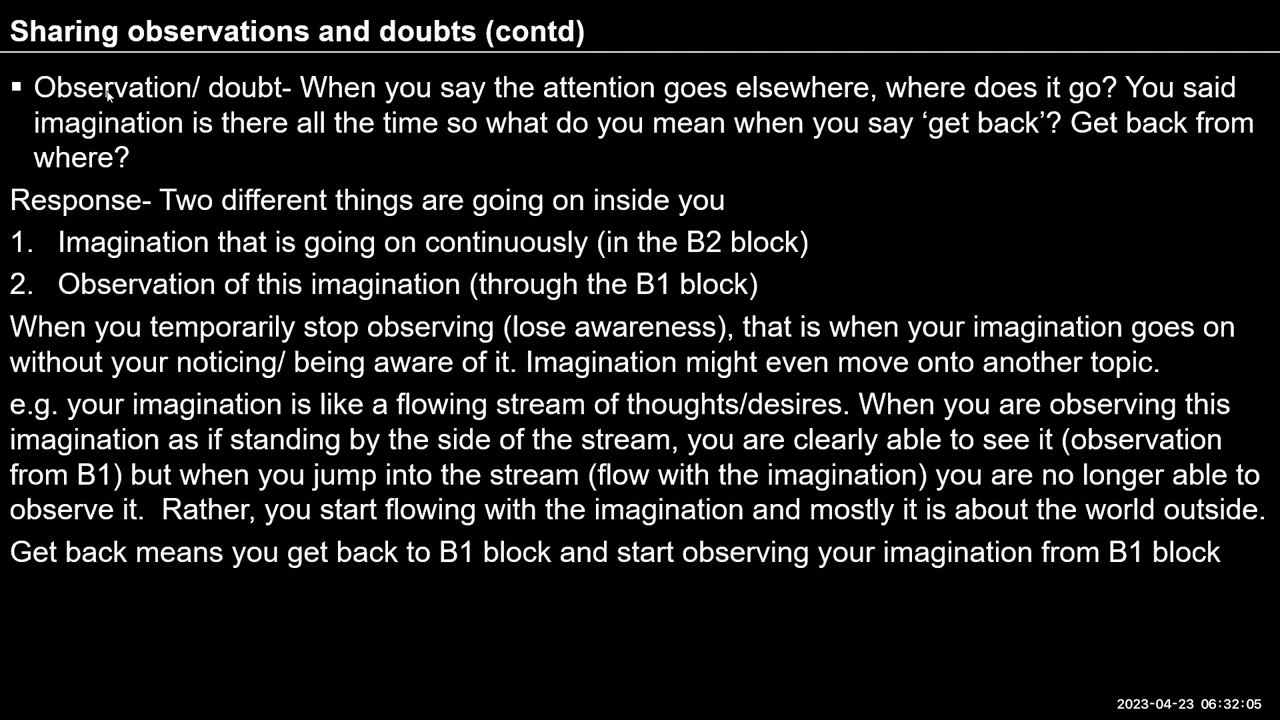 Sharing observations and doubts (contd)
▪ Observation/ doubt- When you say the attention goes elsewhere, where does it go? You said
imagination is there all the time so what do you mean when you say ‘get back’? Get back from
where?
Response- Two different things are going on inside you
1. Imagination that is going on continuously (in the B2 block)
2. Observation of this imagination (through the B1 block)
When you temporarily stop observing (lose awareness), that is when your imagination goes on
without your noticing/ being aware of it. Imagination might even move onto another topic.
e.g. your imagination is like a flowing stream of thoughts/desires. When you are observing this
imagination as if standing by the side of the stream, you are clearly able to see it (observation
from B1) but when you jump into the stream (flow with the imagination) you are no longer able to
observe it.  Rather, you start flowing with the imagination and mostly it is about the world outside.
Get back means you get back to B1 block and start observing your imagination from B1 block
2023-04-23 06:32:05